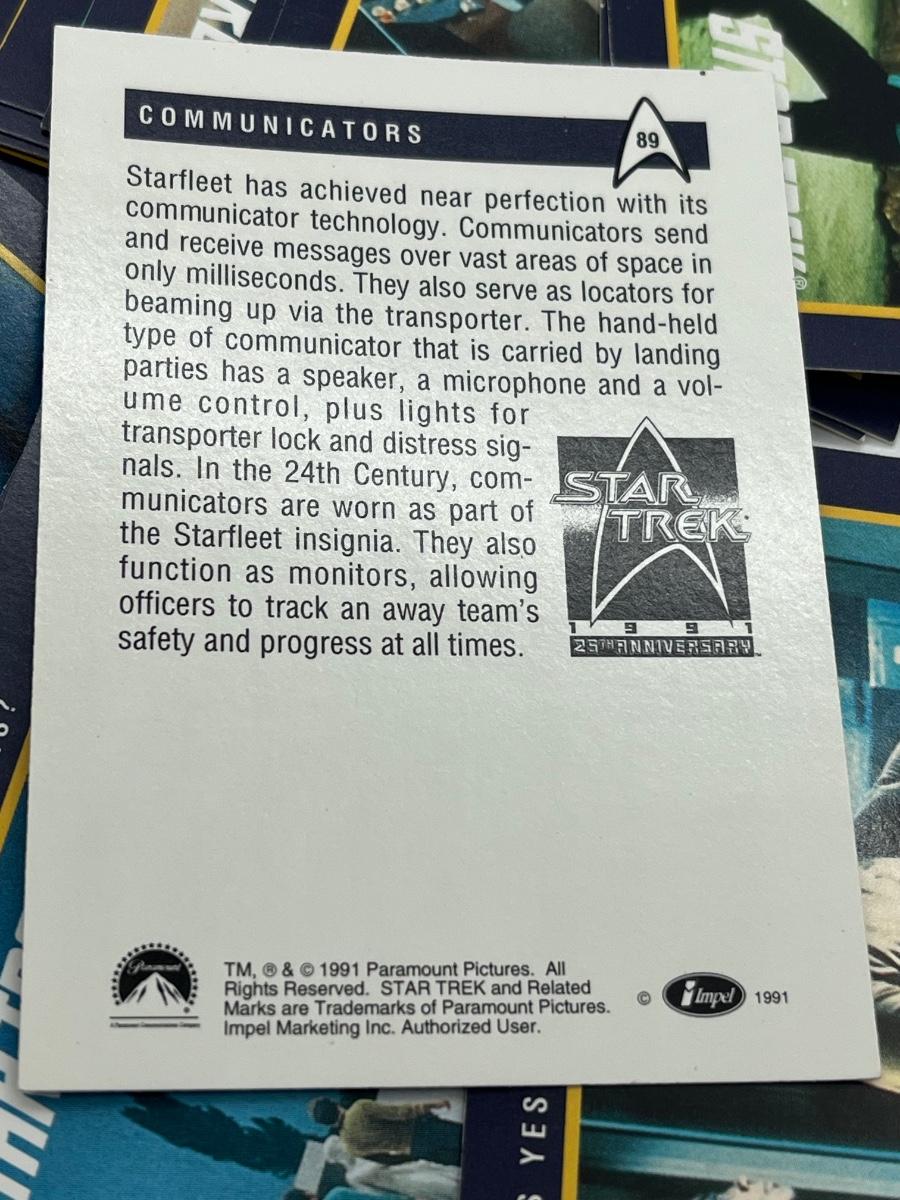 COMMUNICATORS
89
Starfleet has achieved near perfection with its
communicator technology. Communicators send
and receive messages over vast areas of space in
only milliseconds. They also serve as locators for
beaming up via the transporter. The hand-held
type of communicator that is carried by landing
parties has a speaker, a microphone and a vol-
ume control, plus lights for
transporter lock and distress sig-
nals. In the 24th Century, com-
municators are worn as part of
the Starfleet insignia. They also
function as monitors, allowing
officers to track an away team's
safety and progress at all times.
STAR
TREK
1991
25TH ANNIVERSARY™
Paramount
A Paramount Communications Company
TM, ® & © 1991 Paramount Pictures. All
Rights Reserved. STAR TREK and Related
Marks are Trademarks of Paramount Pictures.
Impel Marketing Inc. Authorized User.
© Impel 1991
YES